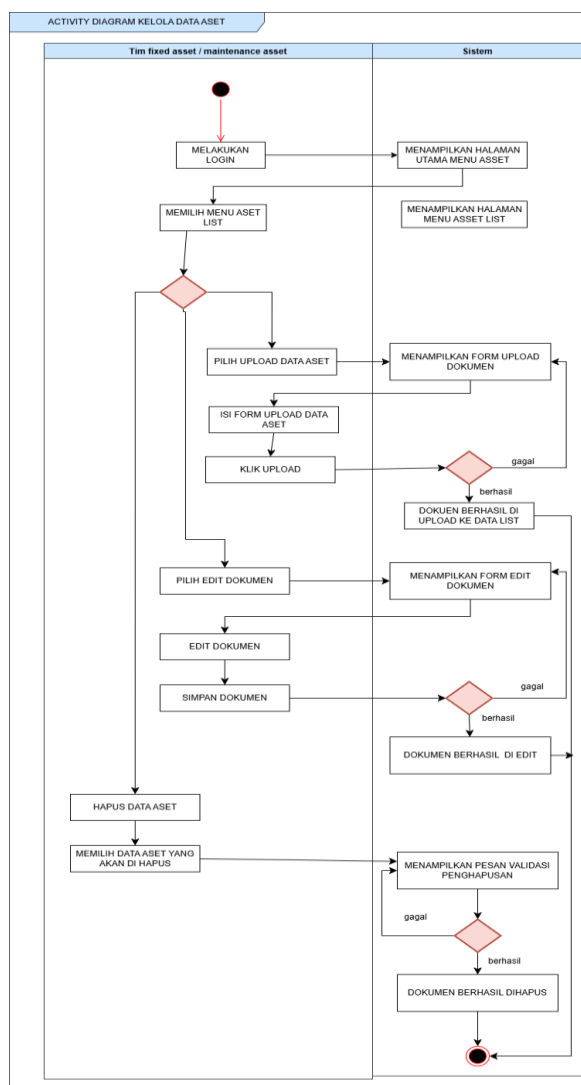 ACTIVITY DIAGRAM KELOLA DATA ASET
Tim fixed asset / maintenance asset
Sistem
MELAKUKAN
LOGIN
MENAMPILKAN HALAMAN
UTAMA MENU ASSET
MEMILIH MENU ASET
LIST
MENAMPILKAN HALAMAN
MENU ASSET LIST
PILIH UPLOAD DATA ASET
MENAMPILKAN FORM UPLOAD
DOKUMEN
ISI FORM UPLOAD DATA
ASET
KLIK UPLOAD
gagal
berhasil
DOKUEN BERHASIL DI
UPLOAD KE DATA LIST
PILIH EDIT DOKUMEN
MENAMPILKAN FORM EDIT
DOKUMEN
EDIT DOKUMEN
SIMPAN DOKUMEN
gagal
berhasil
DOKUMEN BERHASIL DI EDIT
HAPUS DATA ASET
MEMILIH DATA ASET YANG
AKAN DI HAPUS
MENAMPILKAN PESAN VALIDASI
PENGHAPUSAN
gagal
berhasil
DOKUMEN BERHASIL DIHAPUS